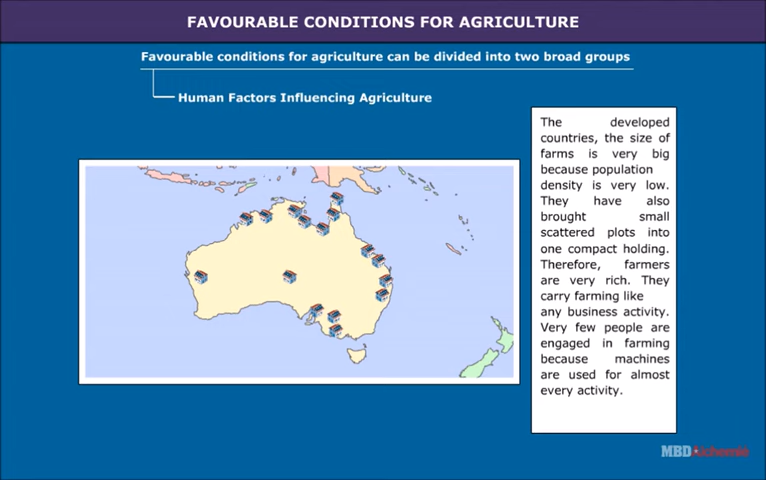 FAVOURABLE CONDITIONS FOR AGRICULTURE
Favourable conditions for agriculture can be divided into two broad groups
Human Factors Influencing Agriculture
The developed
countries, the size of
farms is very big
because population
density is very low.
They have also
brought small
scattered plots into
one compact holding.
Therefore, farmers
are very rich. They
carry farming like
any business activity.
Very few people are
engaged in farming
because machines
are used for almost
every activity.
MBDAlchemie